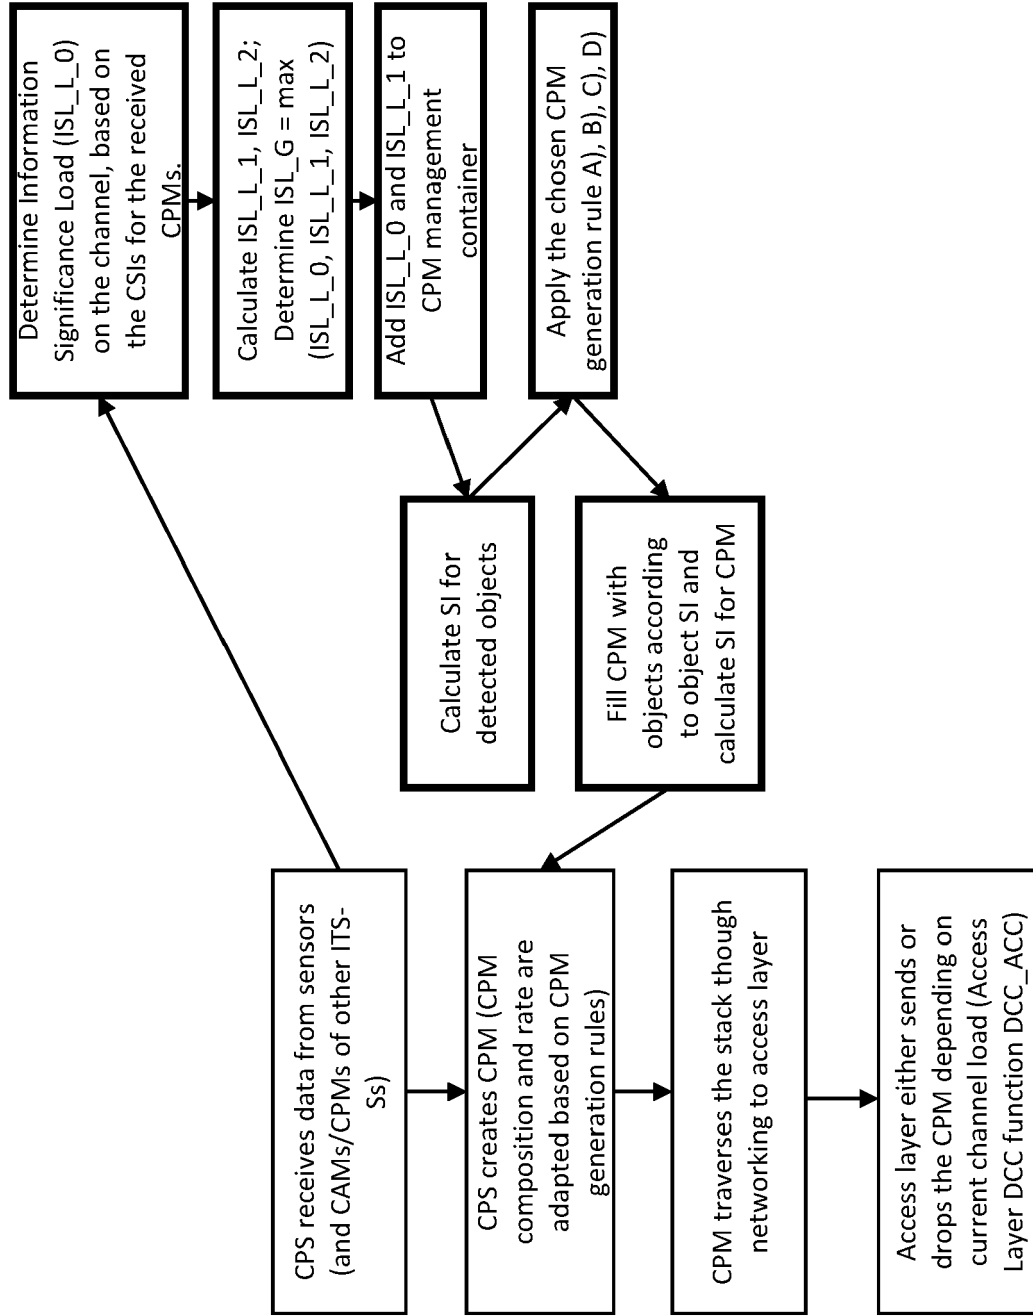 Determine Information
Significance Load (ISL_L_0)
on the channel, based on
the CSIs for the received
CPMs.
Calculate ISL_L_1, ISL_L_2;
Determine ISL_G = max
(ISL_L_0, ISL_L_1, ISL_L_2)
Add ISL_L_0 and ISL_L_1 to
CPM management
container
Apply the chosen CPM
generation rule A), B), C), D)
Calculate SI for
detected objects
Fill CPM with
objects according
to object SI and
calculate SI for CPM
CPS receives data from sensors
(and CAMs/CPMs of other ITS-
Ss)
CPS creates CPM (CPM
composition and rate are
adapted based on CPM
generation rules)
CPM traverses the stack though
networking to access layer
Access layer either sends or
drops the CPM depending on
current channel load (Access
Layer DCC function DCC_ACC)